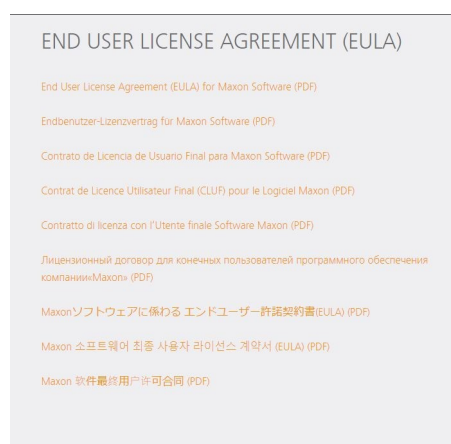 END USER LICENSE AGREEMENT (EULA)
End User License Agreement (EULA) for Maxon Software (PDF)
Endbenutzer-Lizenzvertrag für Maxon Software (PDF)
Contrato de Licencia de Usuario Final para Maxon Software (PDF)
Contrat de Licence Utilisateur Final (CLUF) pour le Logiciel Maxon (PDF)
Contratto di licenza con l'Utente finale Software Maxon (PDF)
Лицензионный договор для конечных пользователей программного обеспечения
компании«Maxon» (PDF)
Maxonソフトウェアに係わる エンドユーザー許諾契約書(EULA) (PDF)
Maxon 소프트웨어 최종 사용자 라이선스 계약서 (EULA) (PDF)
Maxon 软件最终用户许可合同 (PDF)